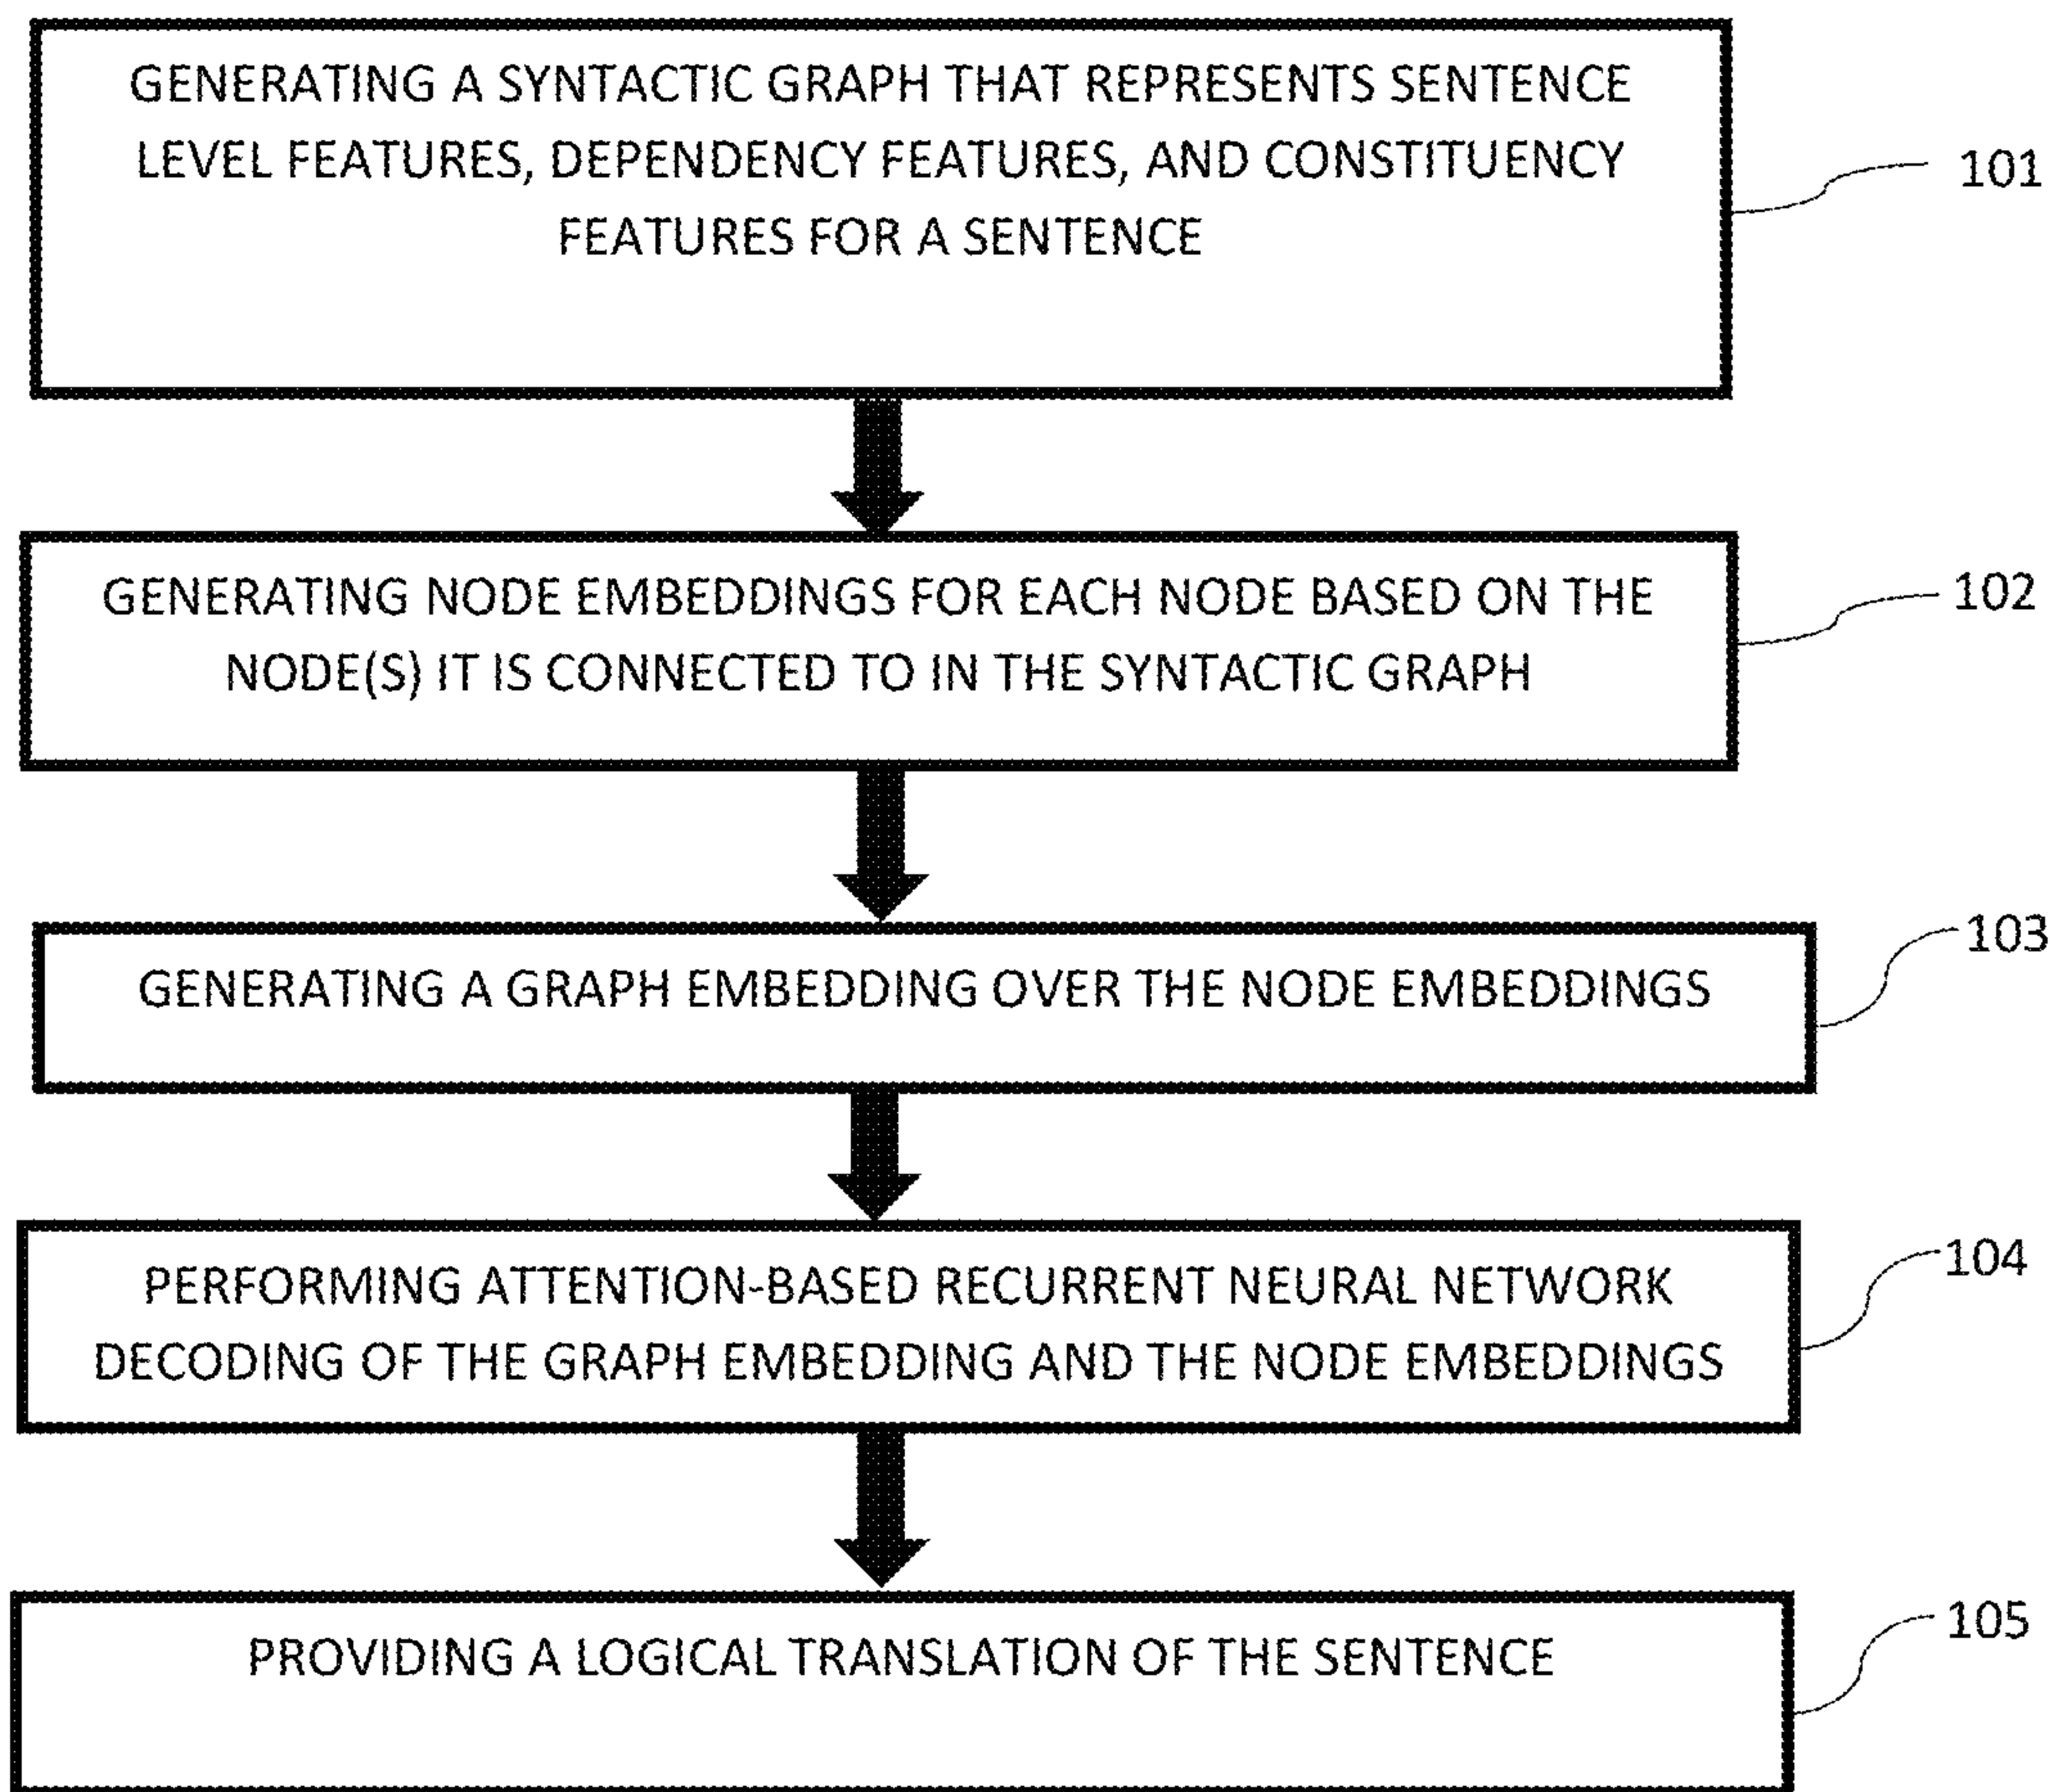 GENERATING A SYNTACTIC GRAPH THAT REPRESENTS SENTENCE
LEVEL FEATURES, DEPENDENCY FEATURES, AND CONSTITUENCY
FEATURES FOR A SENTENCE
101
GENERATING NODE EMBEDDINGS FOR EACH NODE BASED ON THE
NODE(S) IT IS CONNECTED TO IN THE SYNTACTIC GRAPH
102
GENERATING A GRAPH EMBEDDING OVER THE NODE EMBEDDINGS
103
PERFORMING ATTENTION-BASED RECURRENT NEURAL NETWORK
DECODING OF THE GRAPH EMBEDDING AND THE NODE EMBEDDINGS
104
PROVIDING A LOGICAL TRANSLATION OF THE SENTENCE
105